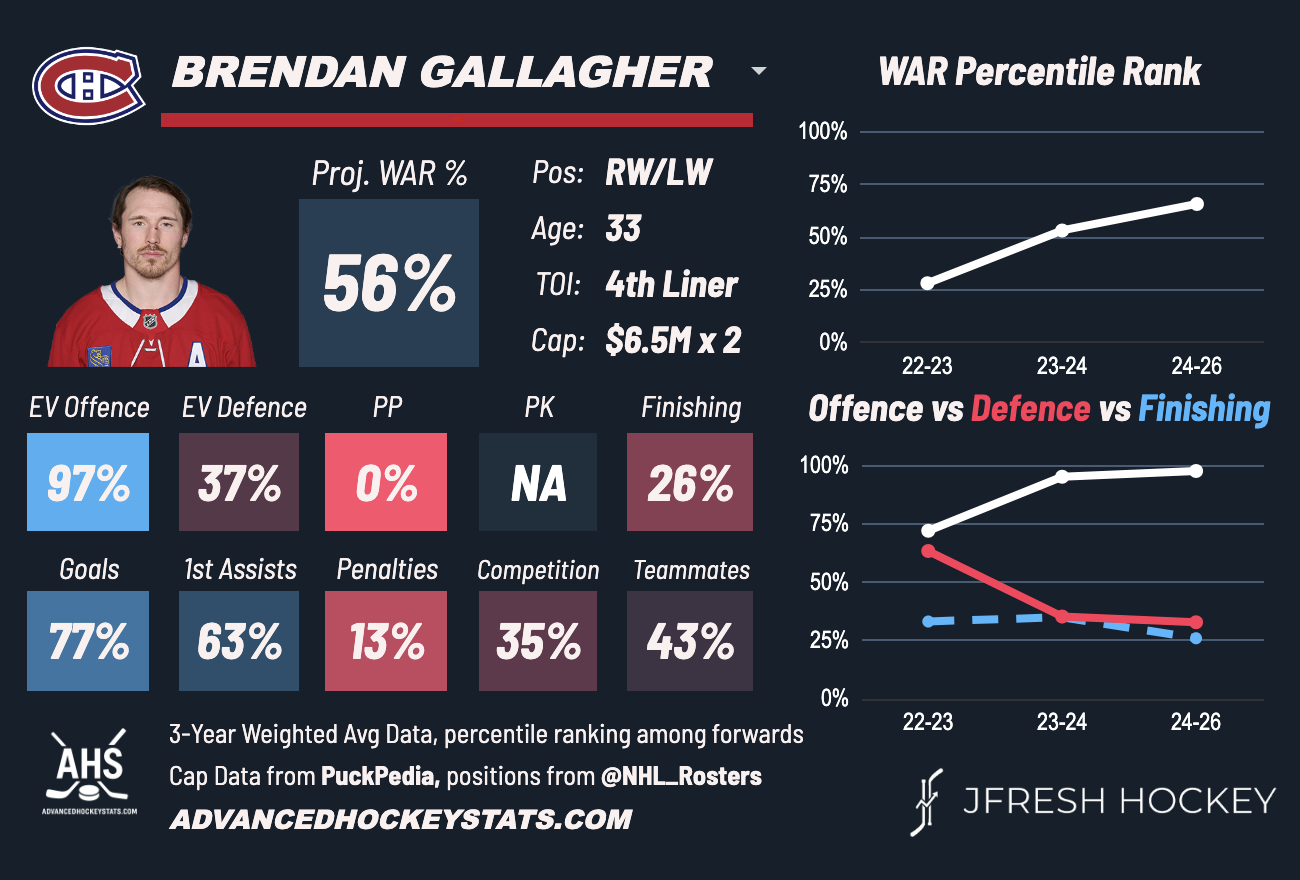 BRENDAN GALLAGHER
Proj. WAR %
56%
Pos: RW/LW
Age: 33
TOI: 4th Liner
Cap: $6.5M x 2
A
EV Offence EV Defence PP PK Finishing
97% 37% 0% NA 26%
Goals 1st Assists Penalties Competition Teammates
77% 63% 13% 35% 43%
WAR Percentile Rank
100%
75%
50%
25%
0%
22-23 23-24 24-26
Offence vs Defence vs Finishing
100%
75%
50%
25%
0%
22-23 23-24 24-26
AHS
ADVANCEDHOCKEYSTATS.COM
3-Year Weighted Avg Data, percentile ranking among forwards
Cap Data from PuckPedia, positions from @NHL_Rosters
ADVANCEDHOCKEYSTATS.COM
JFRESH HOCKEY